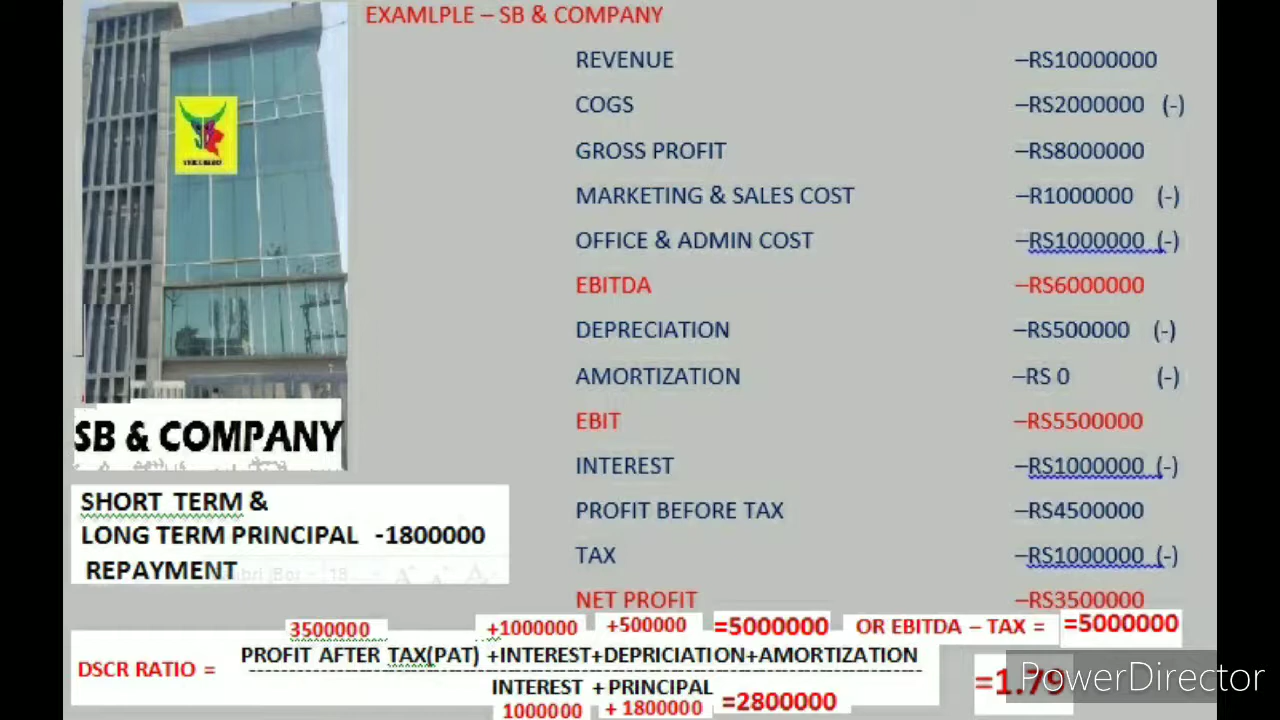 EXAMLPLE – SB & COMPANY
REVENUE –RS10000000
COGS –RS2000000 (-)
GROSS PROFIT –RS8000000
MARKETING & SALES COST –R1000000 (-)
OFFICE & ADMIN COST –RS1000000 (-)
EBITDA –RS6000000
DEPRECIATION –RS500000 (-)
AMORTIZATION –RS 0 (-)
EBIT –RS5500000
INTEREST –RS1000000 (-)
PROFIT BEFORE TAX –RS4500000
TAX –RS1000000 (-)
NET PROFIT –RS3500000
SB & COMPANY
SHORT TERM &
LONG TERM PRINCIPAL -1800000
REPAYMENT
3500000 +1000000 +500000 =5000000 OR EBITDA – TAX = =5000000
PROFIT AFTER TAX(PAT) +INTEREST+DEPRICIATION+AMORTIZATION
DSCR RATIO =
INTEREST +PRINCIPAL
1000000 + 1800000 =2800000
=1.79
PowerDirector